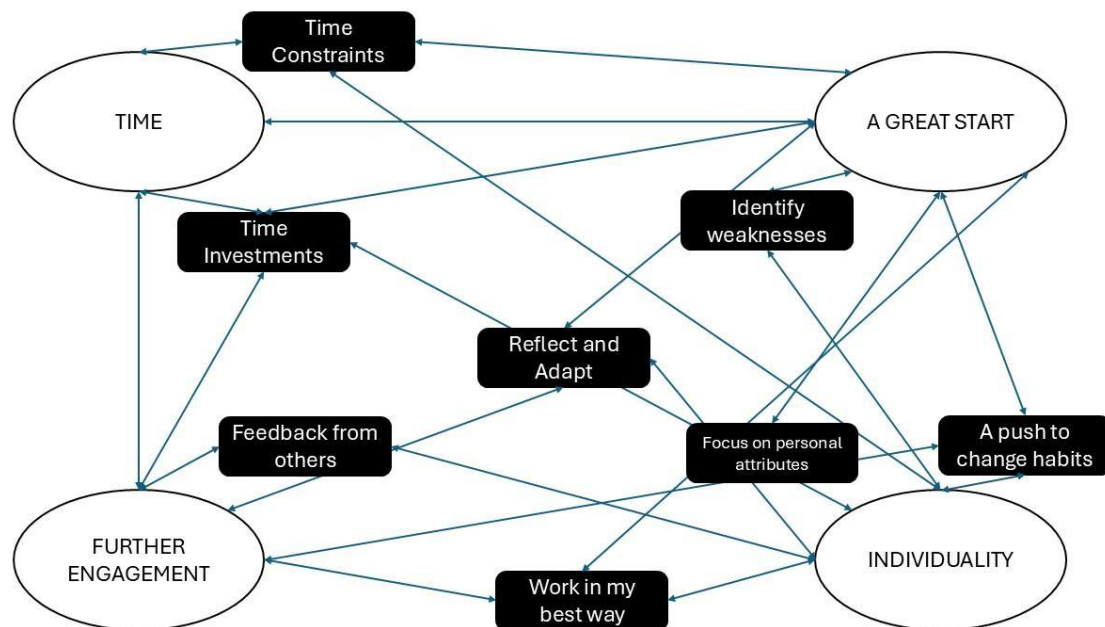 Time
Constraints
TIME
A GREAT START
Identify
weaknesses
Time
Investments
Reflect and
Adapt
Feedback from
others
Focus on personal
attributes
A push to
change habits
FURTHER
ENGAGEMENT
INDIVIDUALITY
Work in my
best way